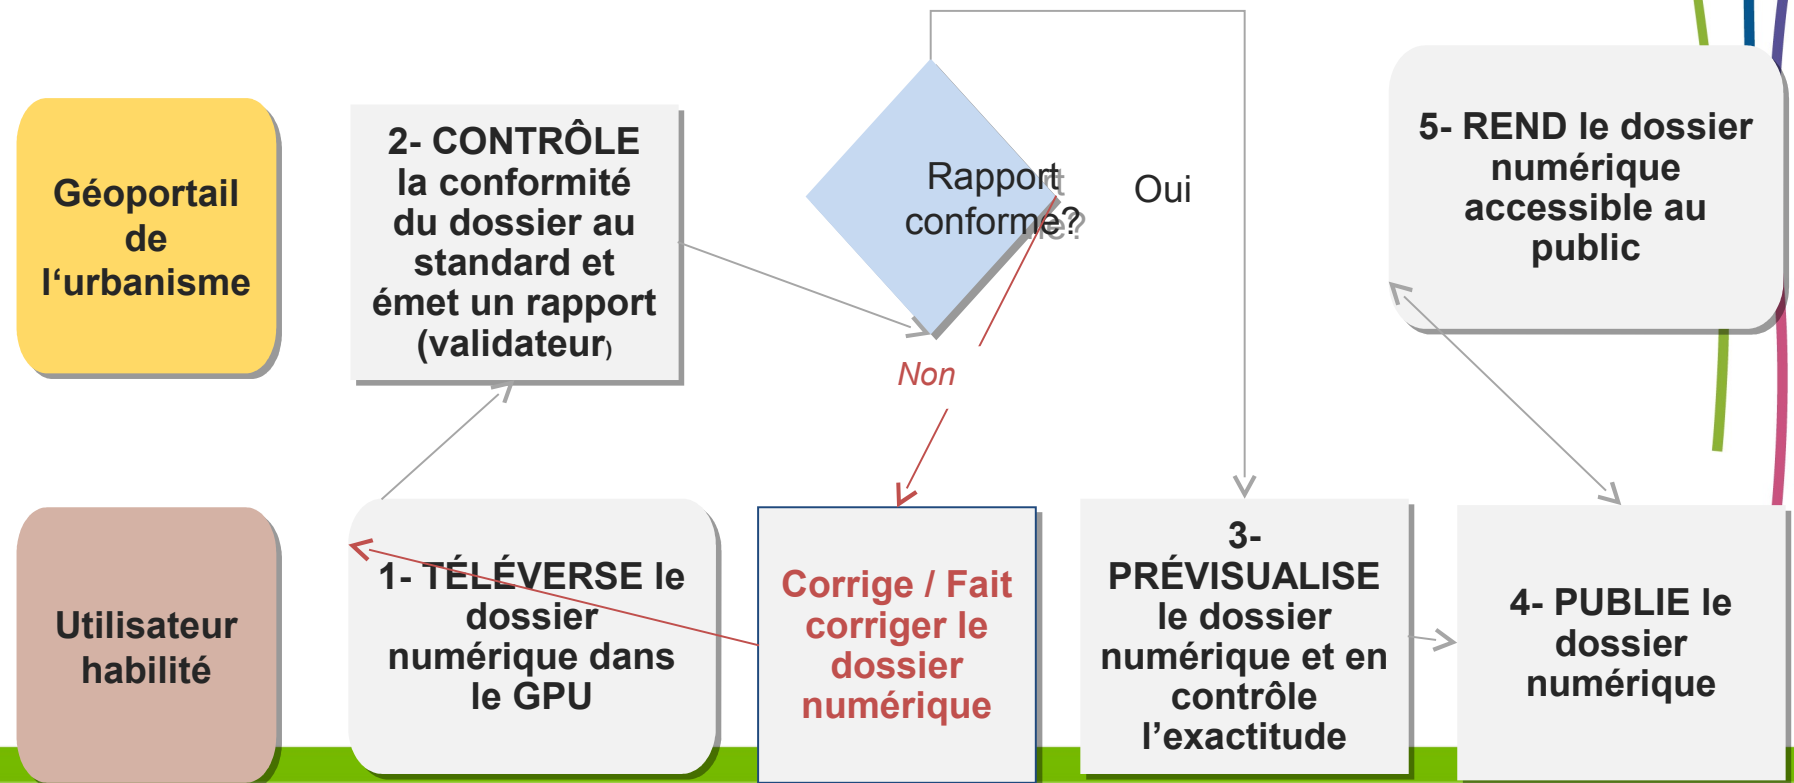 Géoportail
de
l‘urbanisme
2- CONTRÔLE
la conformité
du dossier au
standard et
émet un rapport
(validateur)
Rapport
conforme?
Oui
Non
5- REND le dossier
numérique
accessible au
public
Utilisateur
habilité
1- TÉLÉVERSE le
dossier
numérique dans
le GPU
Corrige / Fait
corriger le
dossier
numérique
3-
PRÉVISUALISE
le dossier
numérique et en
contrôle
l’exactitude
4- PUBLIE le
dossier
numérique